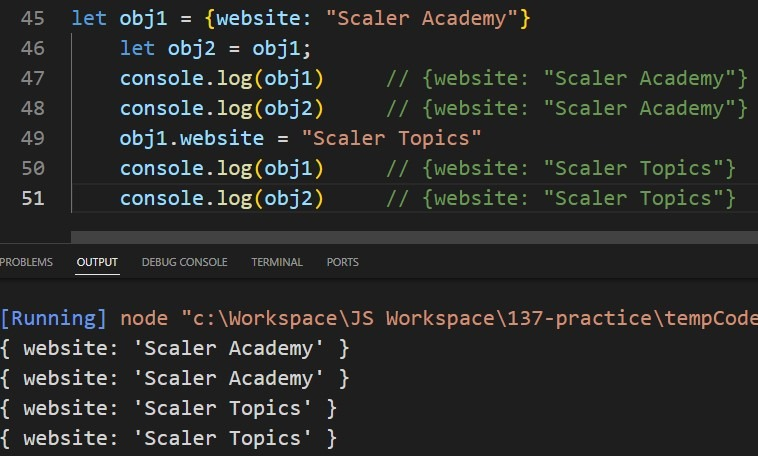 45 let obj1 = {website: "Scaler Academy"}
46 let obj2 = obj1;
47 console.log(obj1) // {website: "Scaler Academy"}
48 console.log(obj2) // {website: "Scaler Academy"}
49 obj1.website = "Scaler Topics"
50 console.log(obj1) // {website: "Scaler Topics"}
51 console.log(obj2) // {website: "Scaler Topics"}
PROBLEMS OUTPUT DEBUG CONSOLE TERMINAL PORTS
[Running] node "c:\Workspace\JS Workspace\137-practice\tempCode
{ website: 'Scaler Academy' }
{ website: 'Scaler Academy' }
{ website: 'Scaler Topics' }
{ website: 'Scaler Topics' }